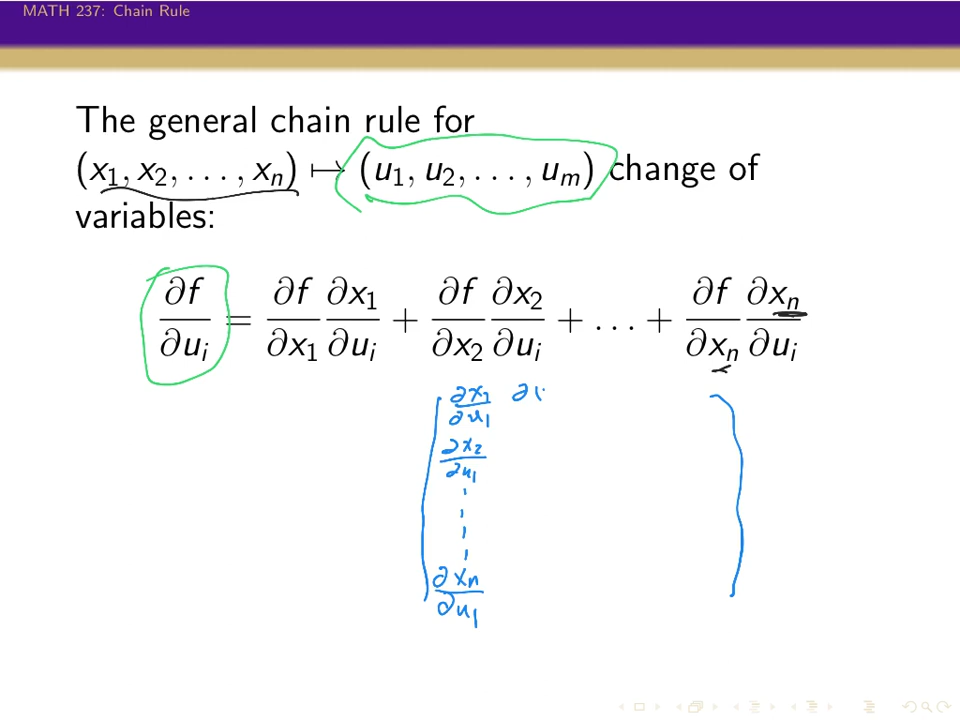 MATH 237: Chain Rule
The general chain rule for
(x₁, x₂, . . . , xₙ) ↦ (u₁, u₂, . . . , uₘ) change of
variables:
∂f/∂uᵢ = ∂f/∂x₁ ∂x₁/∂uᵢ + ∂f/∂x₂ ∂x₂/∂uᵢ + . . . + ∂f/∂xₙ ∂xₙ/∂uᵢ
∂x₁/∂u₁ ∂
∂x₂/∂u₁
∂xₙ/∂u₁